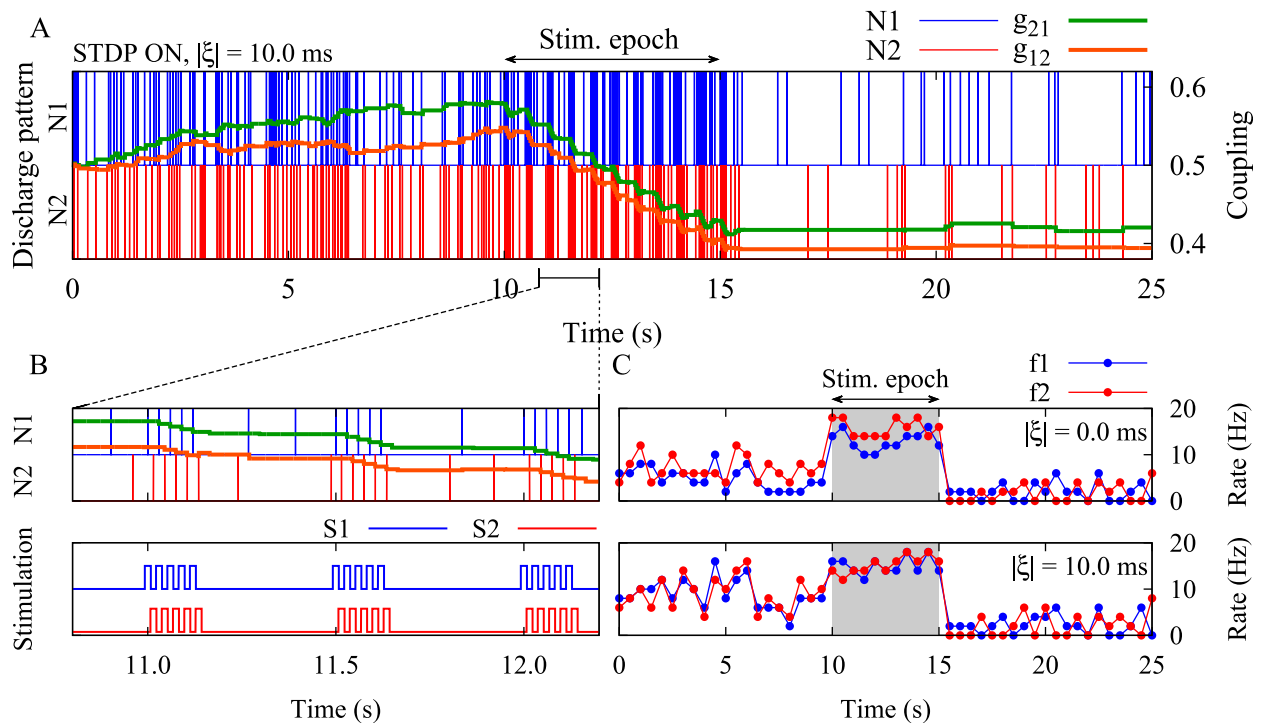 A
STDP ON, |ξ| = 10.0 ms
Stim. epoch
N1
g21
N2
g12
Discharge pattern
N1
N2
0.6
0.5
0.4
Coupling
0 5 10 15 20 25
Time (s)
B
N1
N2
Stimulation
S1 S2
11.0 11.5 12.0
Time (s)
C
Stim. epoch
f1
f2
|ξ| = 0.0 ms
20
10
0
Rate (Hz)
|ξ| = 10.0 ms
20
10
0
Rate (Hz)
0 5 10 15 20 25
Time (s)